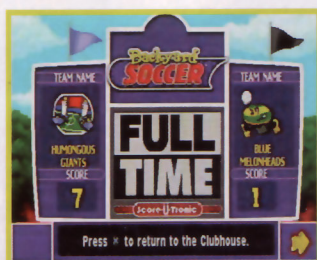 Backyard
SOCCER
TEAM NAME
HUMONGOUS
GIANTS
SCORE
7
FULL
TIME
Score-O-Tronic
TEAM NAME
BLUE
MELONHEADS
SCORE
1
Press × to return to the Clubhouse.